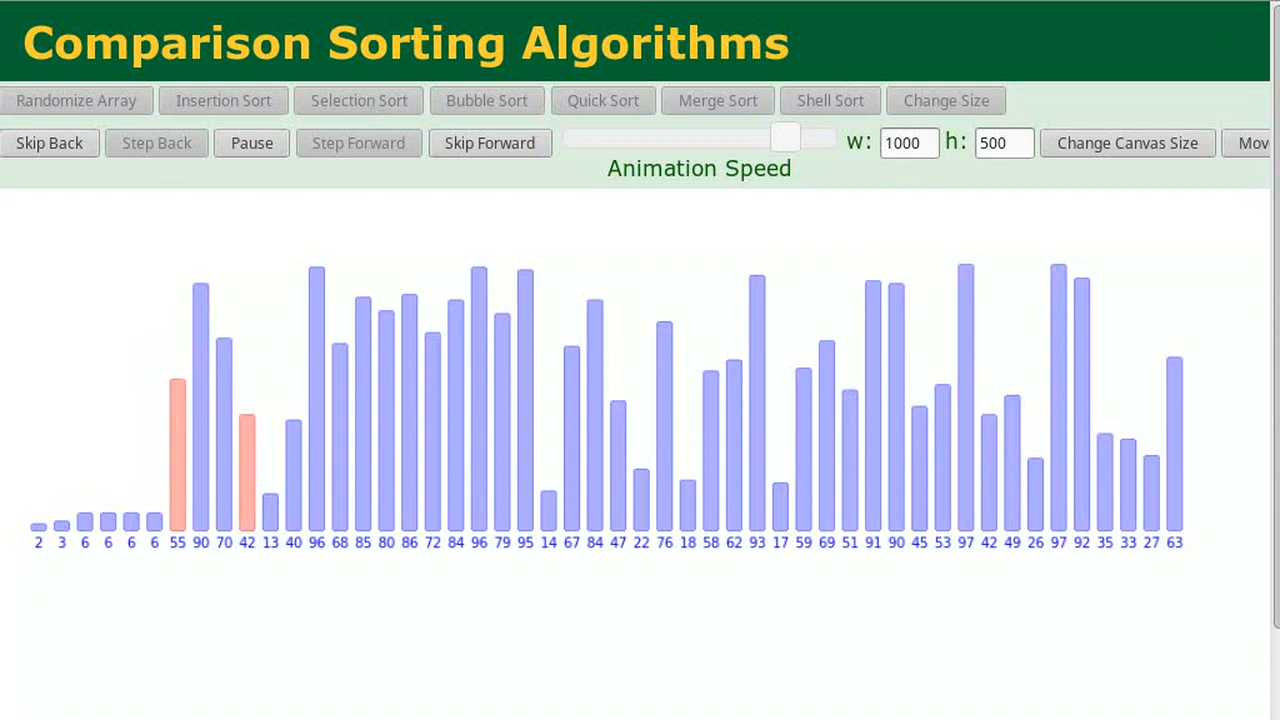 Comparison Sorting Algorithms
Randomize Array Insertion Sort Selection Sort Bubble Sort Quick Sort Merge Sort Shell Sort Change Size
Skip Back Step Back Pause Step Forward Skip Forward w: 1000 h: 500 Change Canvas Size Mov
Animation Speed
2 3 6 6 6 6 55 90 70 42 13 40 96 68 85 80 86 72 84 96 79 95 14 67 84 47 22 76 18 58 62 93 17 59 69 51 91 90 45 53 97 42 49 26 97 92 35 33 27 63